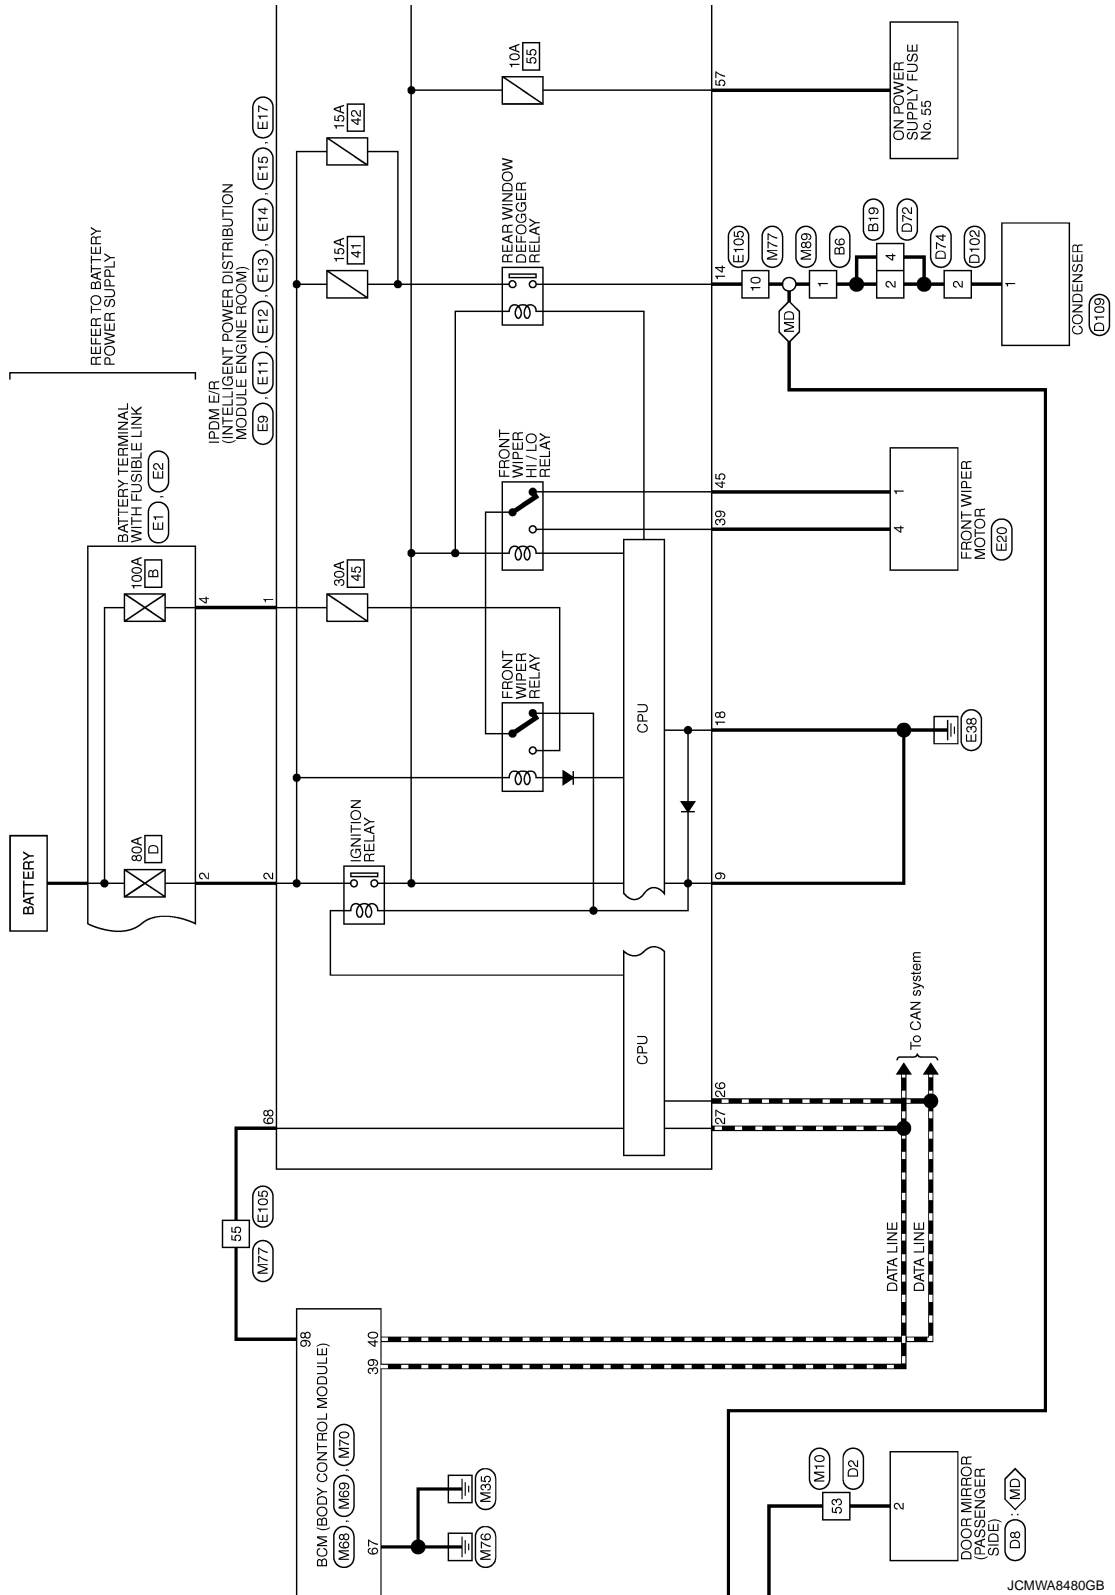 BATTERY
REFER TO BATTERY
POWER SUPPLY
BATTERY TERMINAL
WITH FUSIBLE LINK
E1 , E2
80A
D
100A
B
2
4
IPDM E/R
(INTELLIGENT POWER DISTRIBUTION
MODULE ENGINE ROOM)
E9 , E11 , E12 , E13 , E14 , E15 , E17
68
2
1
IGNITION
RELAY
30A
45
15A
41
15A
42
FRONT
WIPER
RELAY
FRONT
WIPER
HI / LO
RELAY
REAR WINDOW
DEFOGGER
RELAY
10A
55
CPU
CPU
27
26
9
18
39
45
14
57
M77
55
E105
BCM (BODY CONTROL MODULE)
M68 , M69 , M70
98
67
39
40
M76
M35
DATA LINE
DATA LINE
To CAN system
E38
4
1
FRONT WIPER
MOTOR
E20
10
E105
M77
MD
1
M89
B6
2
4
B19
D72
2
D74
D102
1
CONDENSER
D109
ON POWER
SUPPLY FUSE
No. 55
53
M10
D2
2
DOOR MIRROR
(PASSENGER
SIDE)
D8 : MD
JCMWA8480GB